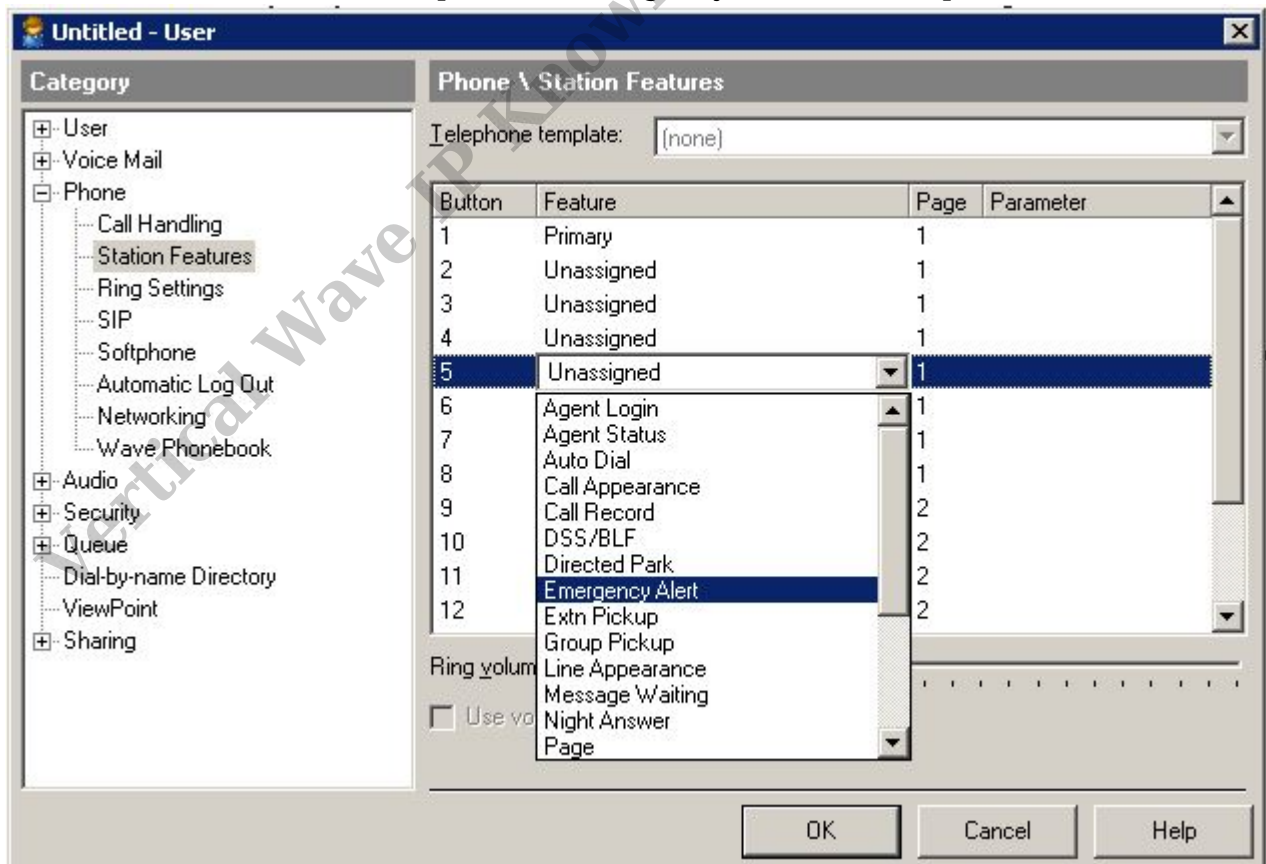 Untitled - User
Category
User
Voice Mail
Phone
Call Handling
Station Features
Ring Settings
SIP
Softphone
Automatic Log Out
Networking
Wave Phonebook
Audio
Security
Queue
Dial-by-name Directory
ViewPoint
Sharing
Phone \ Station Features
Telephone template: (none)
Button Feature Page Parameter
1 Primary 1
2 Unassigned 1
3 Unassigned 1
4 Unassigned 1
5 Unassigned 1
6 1
7 1
8 1
9 2
10 2
11 2
12 2
Agent Login
Agent Status
Auto Dial
Call Appearance
Call Record
DSS/BLF
Directed Park
Emergency Alert
Extn Pickup
Group Pickup
Line Appearance
Message Waiting
Night Answer
Page
Ring
Use
OK Cancel Help
Vertical Wave IP